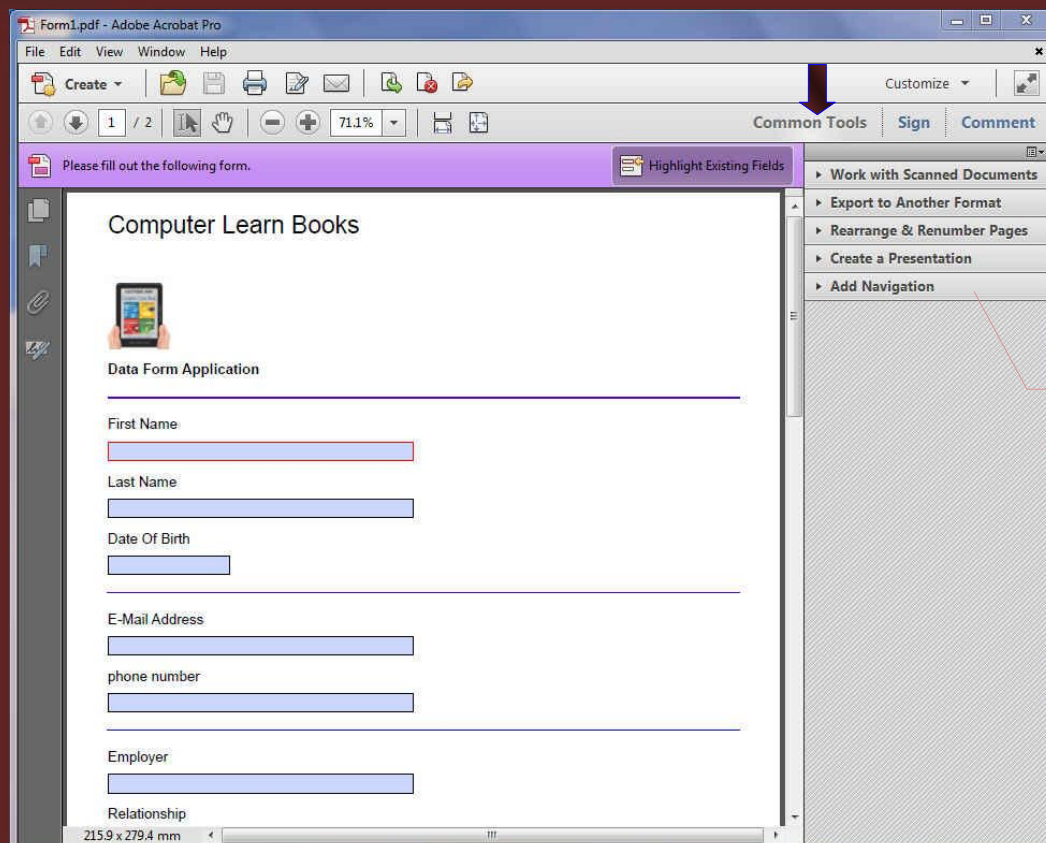 Form1.pdf - Adobe Acrobat Pro
File Edit View Window Help
Create Customize
1 / 2 71.1% Common Tools Sign Comment
Please fill out the following form. Highlight Existing Fields
Work with Scanned Documents
Export to Another Format
Rearrange & Renumber Pages
Create a Presentation
Add Navigation
Computer Learn Books
Data Form Application
First Name
Last Name
Date Of Birth
E-Mail Address
phone number
Employer
Relationship
215.9 x 279.4 mm